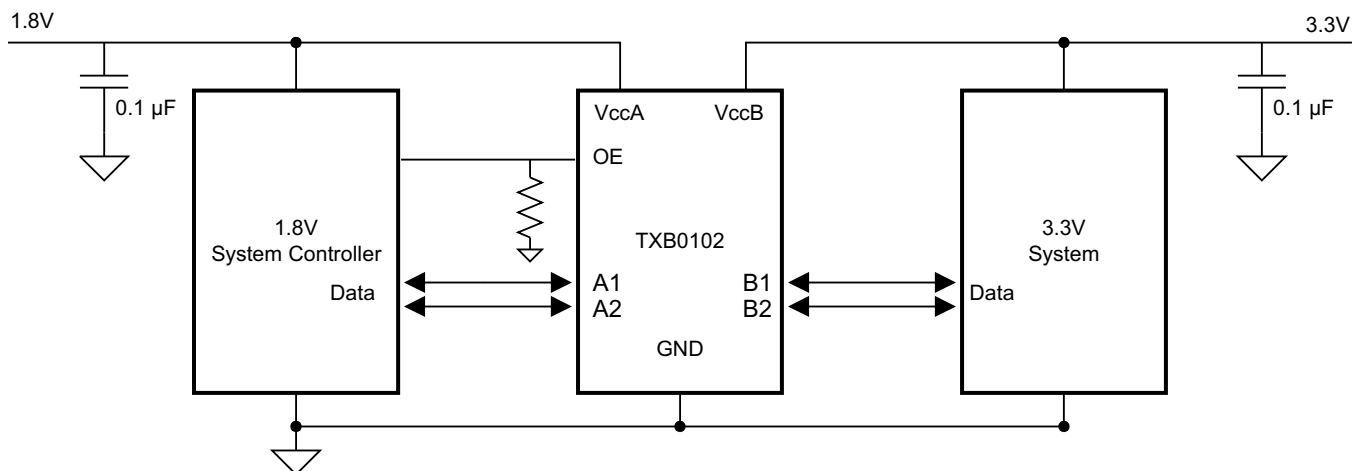 1.8V
3.3V
0.1 µF
0.1 µF
VccA
VccB
OE
1.8V
System Controller
Data
TXB0102
A1
A2
B1
B2
GND
3.3V
System
Data